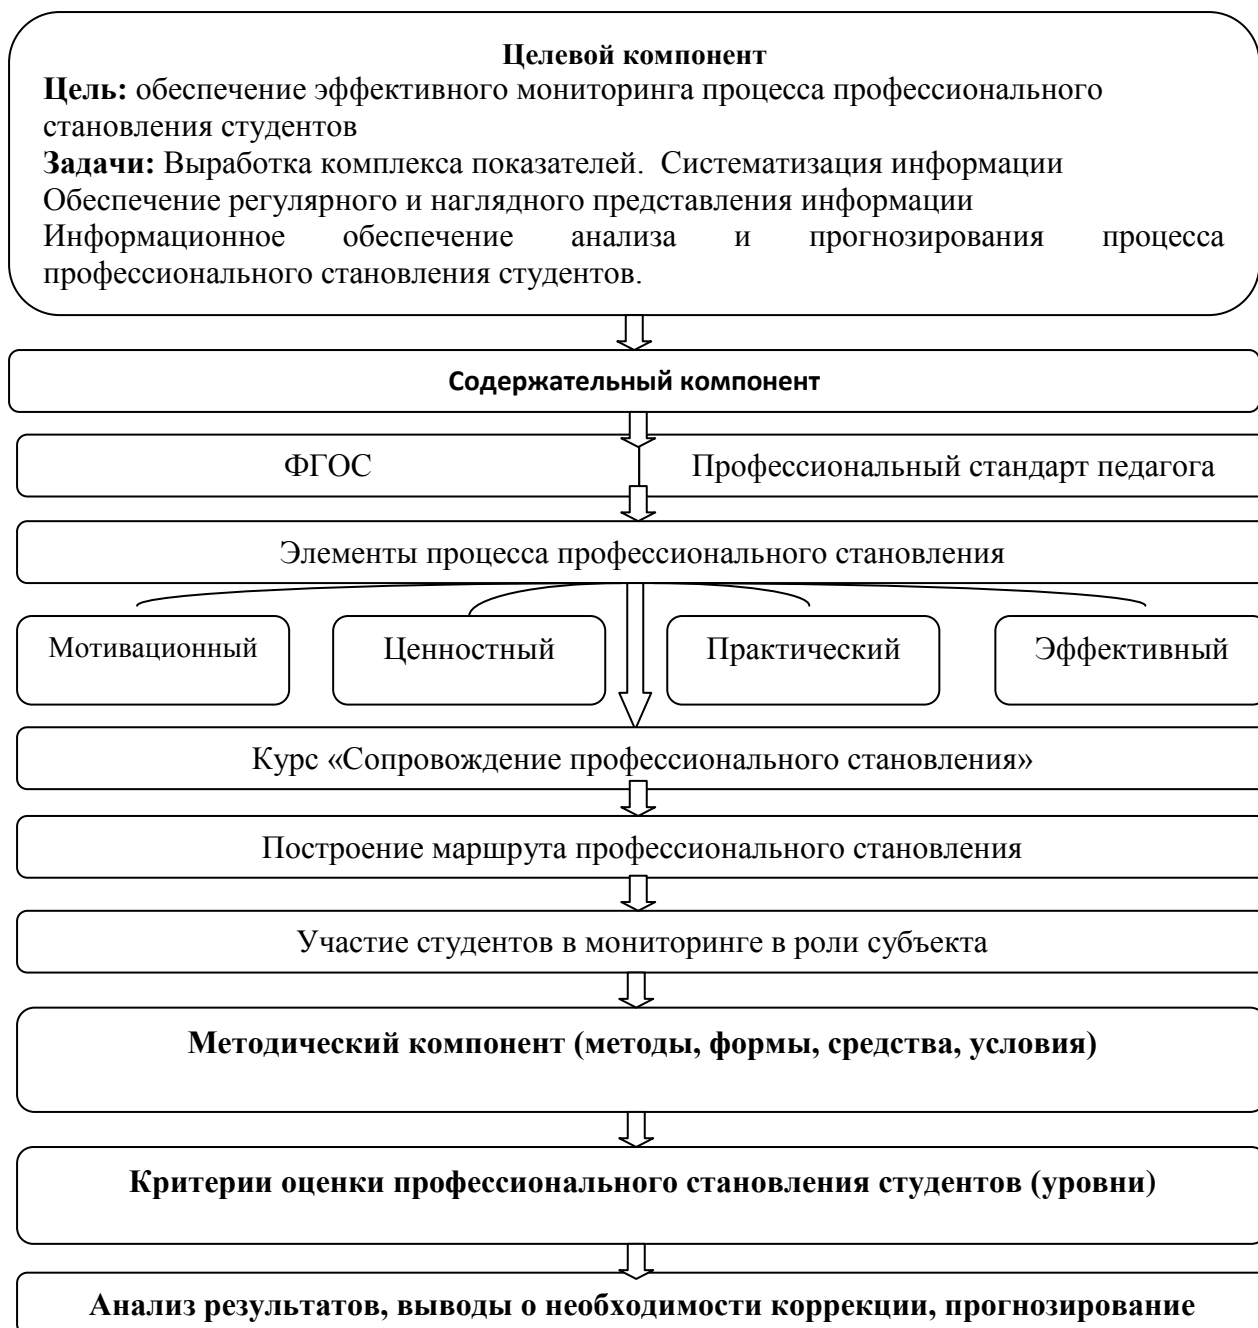 Целевой компонент
Цель: обеспечение эффективного мониторинга процесса профессионального
становления студентов
Задачи: Выработка комплекса показателей. Систематизация информации
Обеспечение регулярного и наглядного представления информации
Информационное обеспечение анализа и прогнозирования процесса
профессионального становления студентов.
Содержательный компонент
ФГОС
Профессиональный стандарт педагога
Элементы процесса профессионального становления
Мотивационный
Ценностный
Практический
Эффективный
Курс «Сопровождение профессионального становления»
Построение маршрута профессионального становления
Участие студентов в мониторинге в роли субъекта
Методический компонент (методы, формы, средства, условия)
Критерии оценки профессионального становления студентов (уровни)
Анализ результатов, выводы о необходимости коррекции, прогнозирование